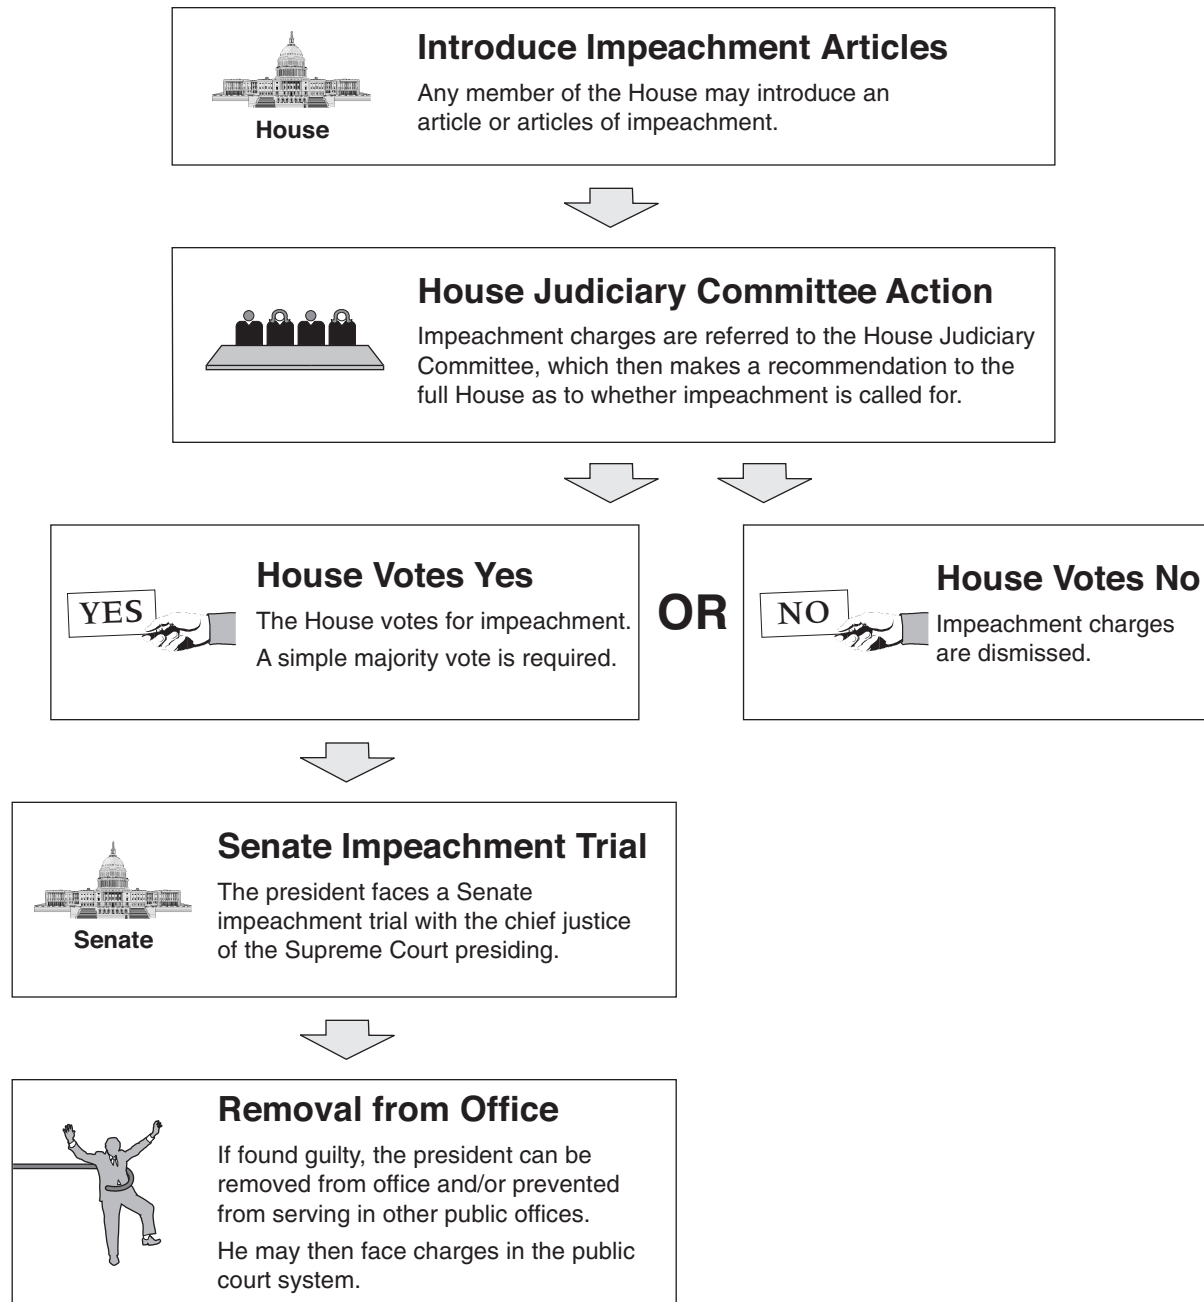 Introduce Impeachment Articles
Any member of the House may introduce an
article or articles of impeachment.
House
House Judiciary Committee Action
Impeachment charges are referred to the House Judiciary
Committee, which then makes a recommendation to the
full House as to whether impeachment is called for.
House Votes Yes
YES
The House votes for impeachment.
A simple majority vote is required.
OR
House Votes No
NO
Impeachment charges
are dismissed.
Senate Impeachment Trial
The president faces a Senate
impeachment trial with the chief justice
of the Supreme Court presiding.
Senate
Removal from Office
If found guilty, the president can be
removed from office and/or prevented
from serving in other public offices.
He may then face charges in the public
court system.